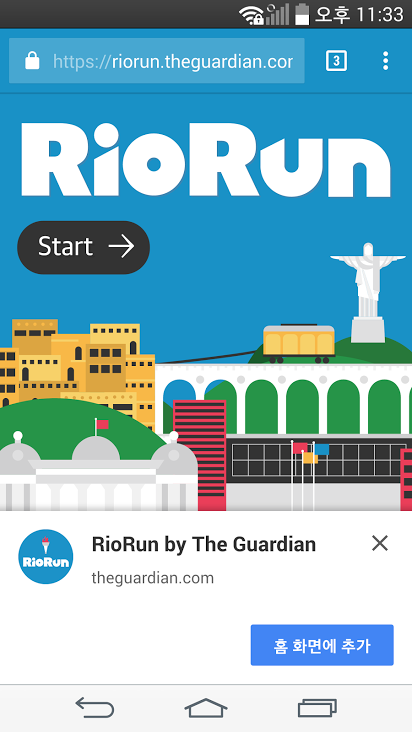 오후 11:33
https://riorun.theguardian.cor
3
RioRun
Start
RioRun
RioRun by The Guardian
theguardian.com
홈 화면에 추가